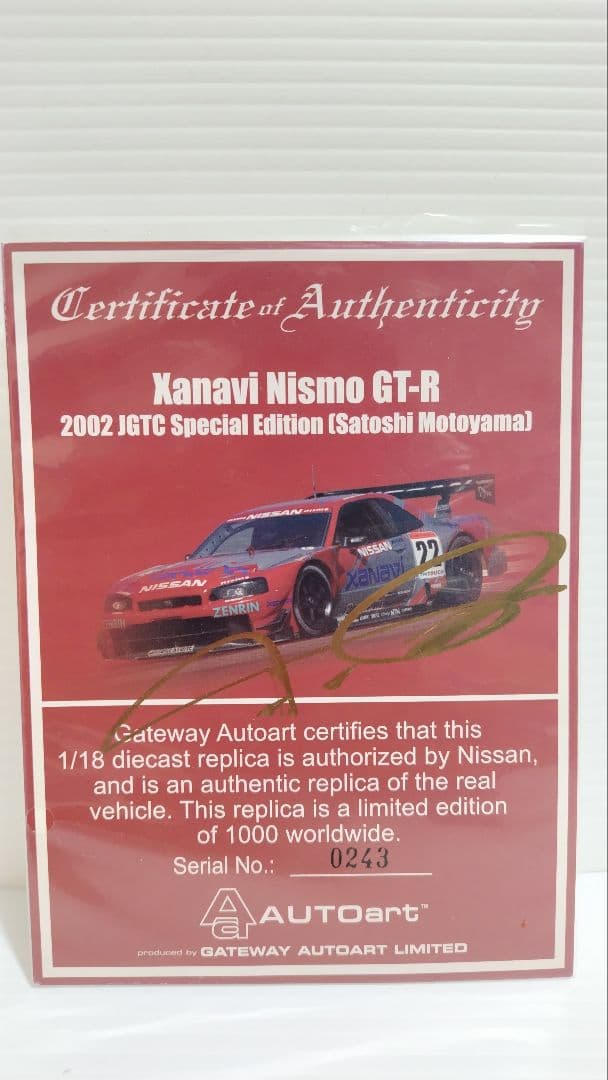 Certificate of Authenticity
Xanavi Nismo GT-R
2002 JGTC Special Edition (Satoshi Motoyama)
NISSAN
NISSAN
22
xanavi
NISSAN
ZENRIN
Gateway Autoart certifies that this
1/18 diecast replica is authorized by Nissan,
and is an authentic replica of the real
vehicle. This replica is a limited edition
of 1000 worldwide.
Serial No.: 0243
AUTOart™
produced by GATEWAY AUTOART LIMITED